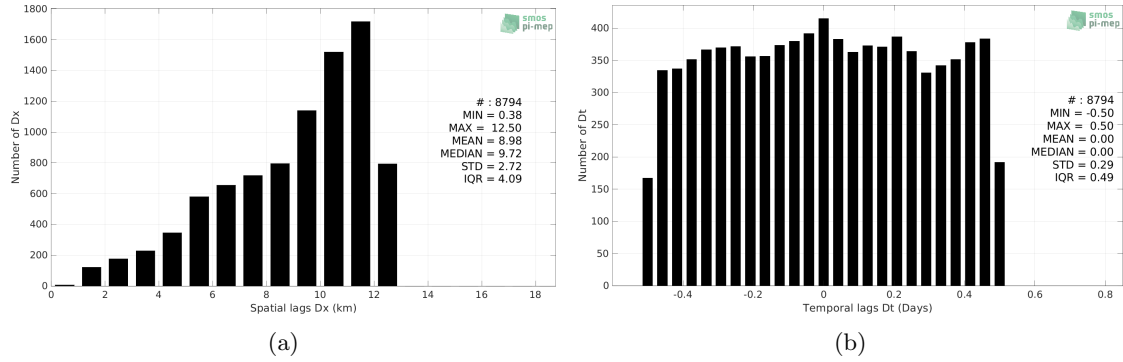 1800
1600
1400
1200
1000
800
600
400
200
0
Number of Dx
0 2 4 6 8 10 12 14 16 18
Spatial lags Dx (km)
smos
pi-mep
# : 8794
MIN = 0.38
MAX = 12.50
MEAN = 8.98
MEDIAN = 9.72
STD = 2.72
IQR = 4.09
(a)
400
350
300
250
200
150
100
50
0
Number of Dt
-0.4 -0.2 0 0.2 0.4 0.6 0.8
Temporal lags Dt (Days)
smos
pi-mep
# : 8794
MIN = -0.50
MAX = 0.50
MEAN = 0.00
MEDIAN = 0.00
STD = 0.29
IQR = 0.49
(b)